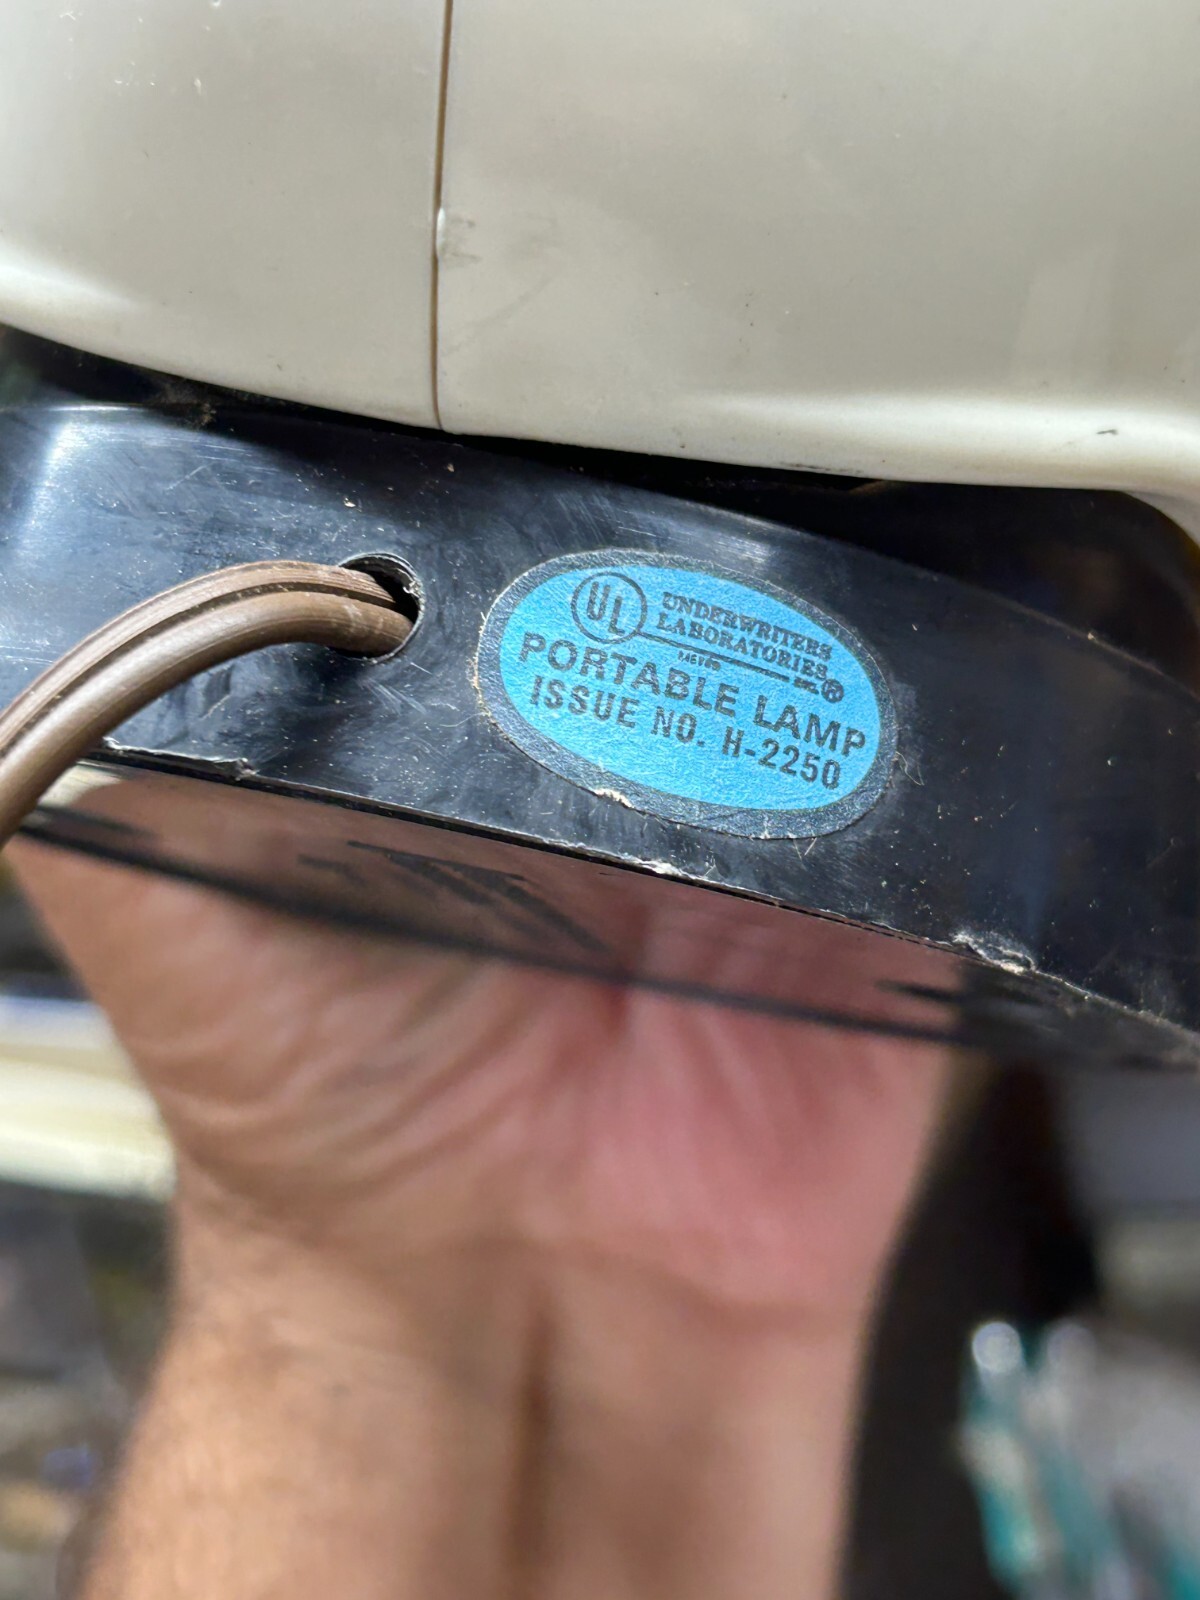 UL
UNDERWRITERS
LABORATORIES
INC.®
PORTABLE LAMP
ISSUE NO. H-2250